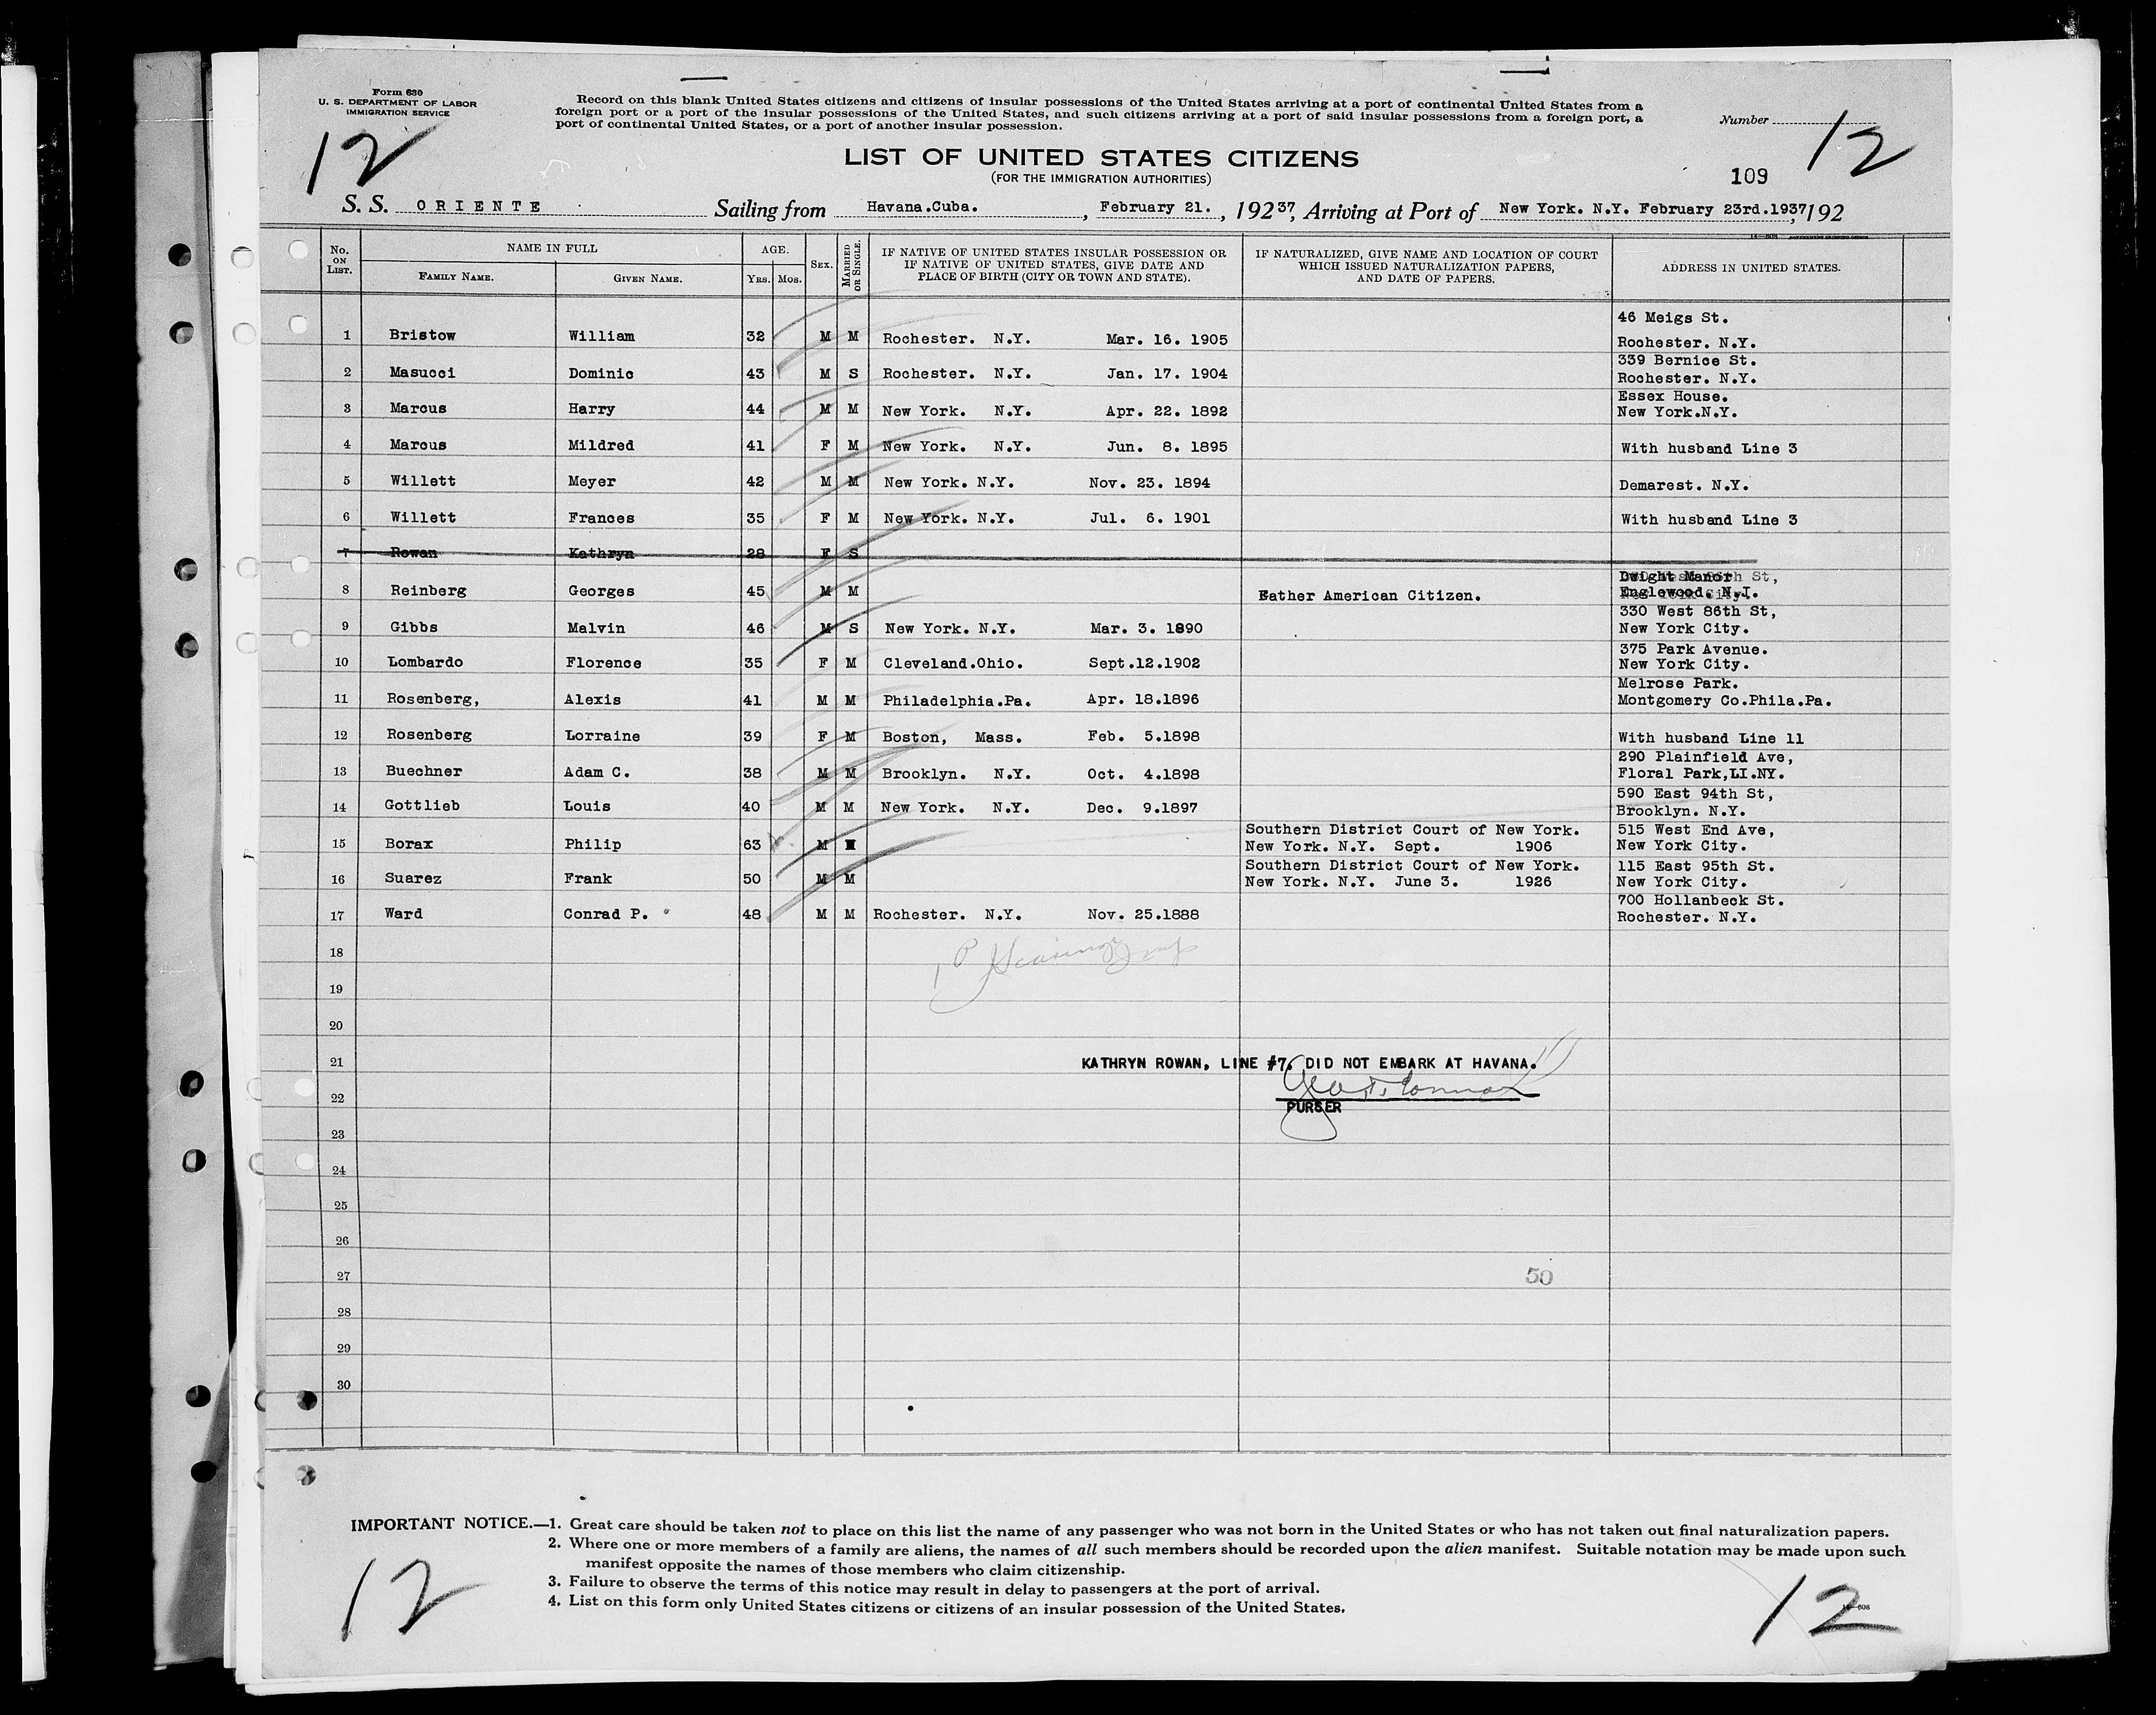 Form 630
U. S. DEPARTMENT OF LABOR
IMMIGRATION SERVICE
Record on this blank United States citizens and citizens of insular possessions of the United States arriving at a port of continental United States from a
foreign port or a port of the insular possessions of the United States, and such citizens arriving at a port of said insular possessions from a foreign port, a
port of continental United States, or a port of another insular possession.
Number
12
12
LIST OF UNITED STATES CITIZENS
(FOR THE IMMIGRATION AUTHORITIES)
109
S. S. ORIENTE Sailing from Havana.Cuba. , February 21. , 192 37, Arriving at Port of New York. N.Y. February 23rd.1937, 192
No. ON LIST. NAME IN FULL AGE. SEX. MARRIED OR SINGLE. IF NATIVE OF UNITED STATES INSULAR POSSESSION OR IF NATIVE OF UNITED STATES, GIVE DATE AND PLACE OF BIRTH (CITY OR TOWN AND STATE). IF NATURALIZED, GIVE NAME AND LOCATION OF COURT WHICH ISSUED NATURALIZATION PAPERS, AND DATE OF PAPERS. ADDRESS IN UNITED STATES.
FAMILY NAME. GIVEN NAME. YRS. MOS.
46 Meigs St.
1 Bristow William 32 M M Rochester. N.Y. Mar. 16. 1905 Rochester. N.Y.
339 Bernice St.
2 Masucci Dominic 43 M S Rochester. N.Y. Jan. 17. 1904 Rochester. N.Y.
Essex House.
3 Marcus Harry 44 M M New York. N.Y. Apr. 22. 1892 New York.N.Y.
4 Marcus Mildred 41 F M New York. N.Y. Jun. 8. 1895 With husband Line 3
5 Willett Meyer 42 M M New York. N.Y. Nov. 23. 1894 Demarest. N.Y.
6 Willett Frances 35 F M New York. N.Y. Jul. 6. 1901 With husband Line 3
7 Rowan Kathryn 28 F S
Dwight Manor
8 Reinberg Georges 45 M M Father American Citizen. Englewood. N.J.
330 West 86th St,
9 Gibbs Malvin 46 M S New York. N.Y. Mar. 3. 1890 New York City.
375 Park Avenue.
10 Lombardo Florence 35 F M Cleveland.Ohio. Sept.12.1902 New York City.
Melrose Park.
11 Rosenberg, Alexis 41 M M Philadelphia.Pa. Apr. 18.1896 Montgomery Co.Phila.Pa.
12 Rosenberg Lorraine 39 F M Boston, Mass. Feb. 5.1898 With husband Line 11
290 Plainfield Ave,
13 Buechner Adam C. 38 M M Brooklyn. N.Y. Oct. 4.1898 Floral Park,LI.NY.
590 East 94th St,
14 Gottlieb Louis 40 M M New York. N.Y. Dec. 9.1897 Brooklyn. N.Y.
Southern District Court of New York. 515 West End Ave,
15 Borax Philip 63 M New York. N.Y. Sept. 1906 New York City.
Southern District Court of New York. 115 East 95th St.
16 Suarez Frank 50 M M New York. N.Y. June 3. 1926 New York City.
700 Hollanbeck St.
17 Ward Conrad P. 48 M M Rochester. N.Y. Nov. 25.1888 Rochester. N.Y.
18
19
20
21 KATHRYN ROWAN, LINE #7, DID NOT EMBARK AT HAVANA.
22
PURSER
23
24
25
26
27 50
28
29
30
IMPORTANT NOTICE.—1. Great care should be taken not to place on this list the name of any passenger who was not born in the United States or who has not taken out final naturalization papers.
2. Where one or more members of a family are aliens, the names of all such members should be recorded upon the alien manifest. Suitable notation may be made upon such
manifest opposite the names of those members who claim citizenship.
3. Failure to observe the terms of this notice may result in delay to passengers at the port of arrival.
4. List on this form only United States citizens or citizens of an insular possession of the United States.
12
12